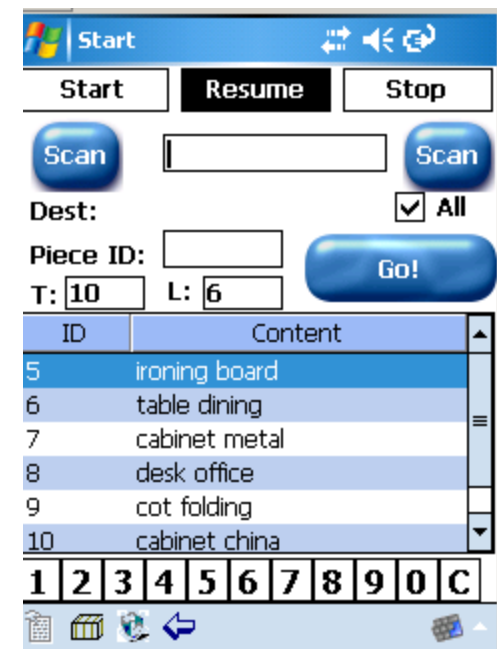 Start
Start Resume Stop
Scan Scan
Dest: All
Piece ID:
Go!
T: 10 L: 6
ID Content
5 ironing board
6 table dining
7 cabinet metal
8 desk office
9 cot folding
10 cabinet china
1 2 3 4 5 6 7 8 9 0 C